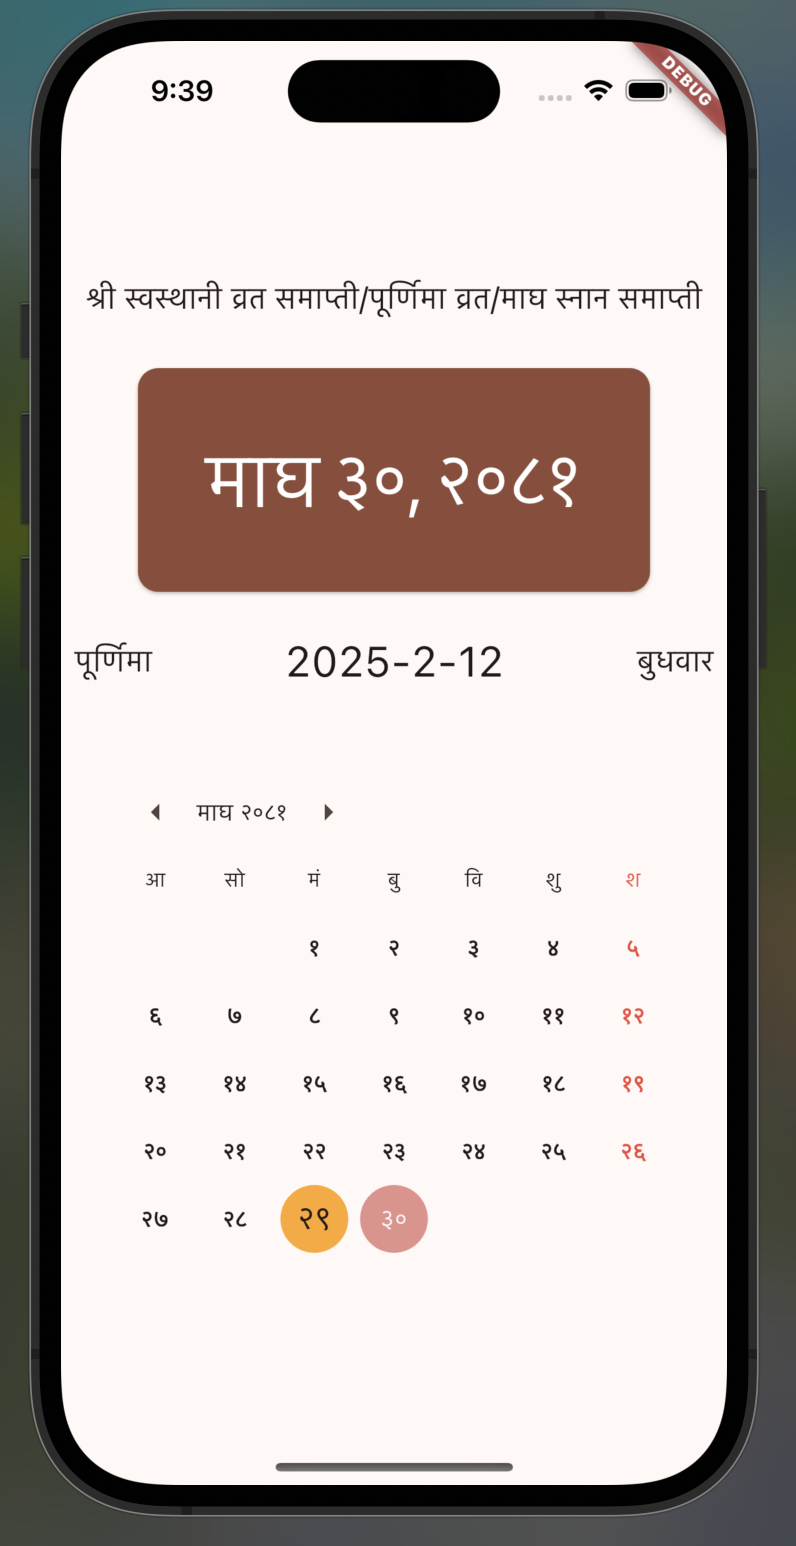 9:39
DEBUG
श्री स्वस्थानी व्रत समाप्ती/पूर्णिमा व्रत/माघ स्नान समाप्ती
माघ ३०, २०८१
पूर्णिमा 2025-2-12 बुधवार
माघ २०८१
आ सो मं बु वि शु श
१ २ ३ ४ ५
६ ७ ८ ९ १० ११ १२
१३ १४ १५ १६ १७ १८ १९
२० २१ २२ २३ २४ २५ २६
२७ २८ २९ ३०